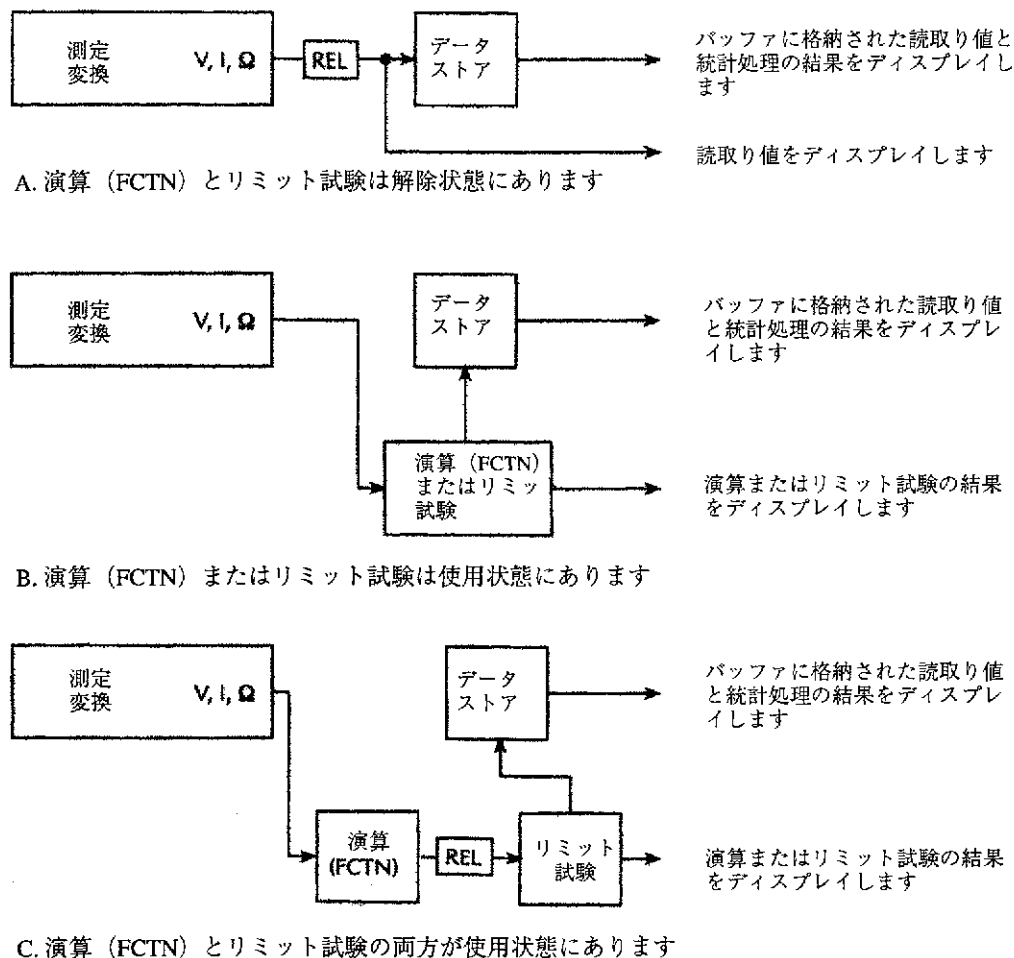 測定
変換
V, I, Ω
REL
データ
ストア
バッファに格納された読取り値と
統計処理の結果をディスプレイし
ます
読取り値をディスプレイします
A. 演算（FCTN）とリミット試験は解除状態にあります
測定
変換
V, I, Ω
データ
ストア
バッファに格納された読取り値
と統計処理の結果をディスプレ
イします
演算（FCTN）
またはリミッ
試験
演算またはリミット試験の結果
をディスプレイします
B. 演算（FCTN）またはリミット試験は使用状態にあります
測定
変換
V, I, Ω
データ
ストア
バッファに格納された読取り値
と統計処理の結果をディスプレ
イします
演算
(FCTN)
REL
リミット
試験
演算またはリミット試験の結果
をディスプレイします
C. 演算（FCTN）とリミット試験の両方が使用状態にあります